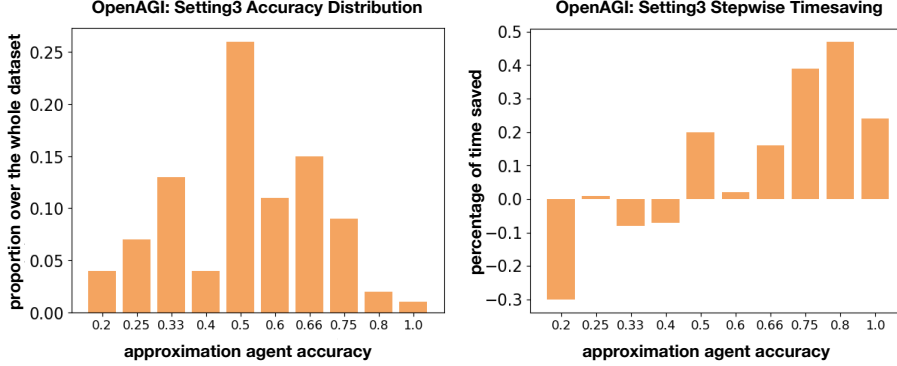 OpenAGI: Setting3 Accuracy Distribution
proportion over the whole dataset
0.25
0.20
0.15
0.10
0.05
0.00
0.2 0.25 0.33 0.4 0.5 0.6 0.66 0.75 0.8 1.0
approximation agent accuracy
OpenAGI: Setting3 Stepwise Timesaving
percentage of time saved
0.5
0.4
0.3
0.2
0.1
0.0
−0.1
−0.2
−0.3
0.2 0.25 0.33 0.4 0.5 0.6 0.66 0.75 0.8 1.0
approximation agent accuracy